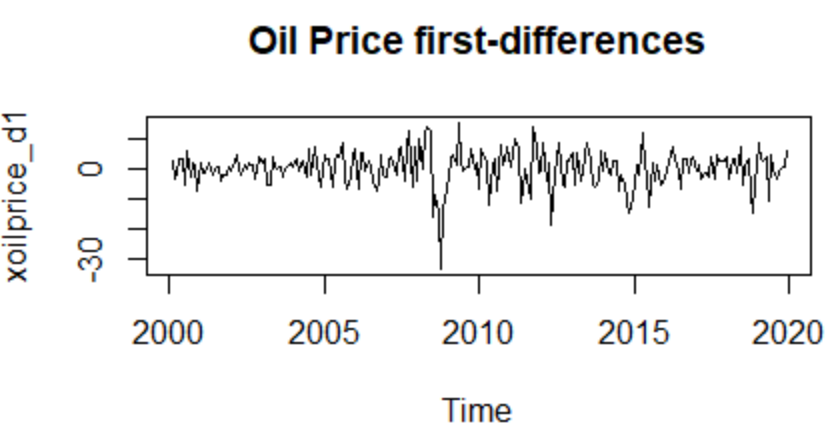 Oil Price first-differences
xoilprice_d1
0
-30
2000 2005 2010 2015 2020
Time